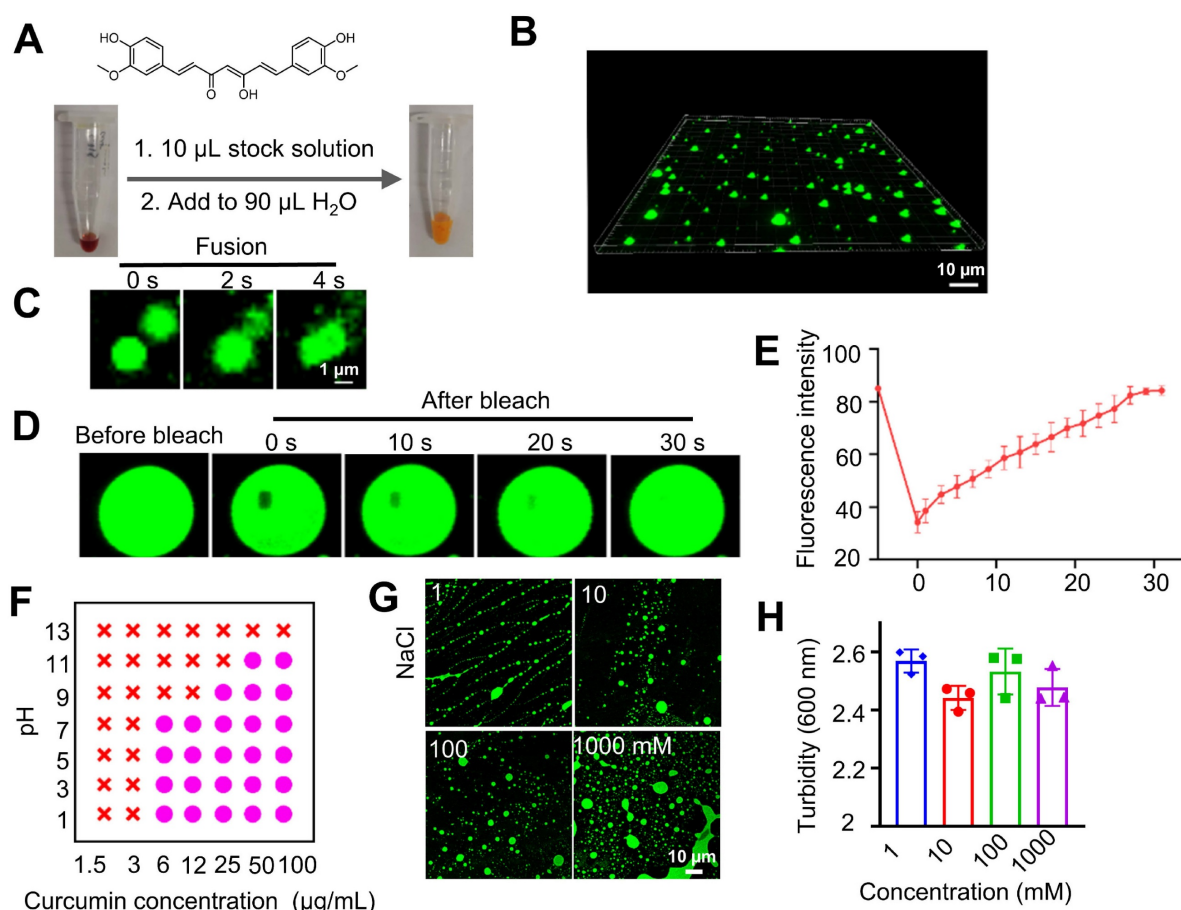 A
HO
OH
O
O
O
OH
1. 10 µL stock solution
2. Add to 90 µL H₂O
B
10 µm
Fusion
0 s 2 s 4 s
C
1 µm
D
After bleach
Before bleach 0 s 10 s 20 s 30 s
E
Fluorescence intensity
100
80
60
40
20
0 10 20 30
F
pH
13
11
9
7
5
3
1
1.5 3 6 12 25 50 100
Curcumin concentration (µg/mL)
G
NaCl
1
10
100
1000 mM
10 µm
H
Turbidity (600 nm)
2.6
2.4
2.2
2
1 10 100 1000
Concentration (mM)